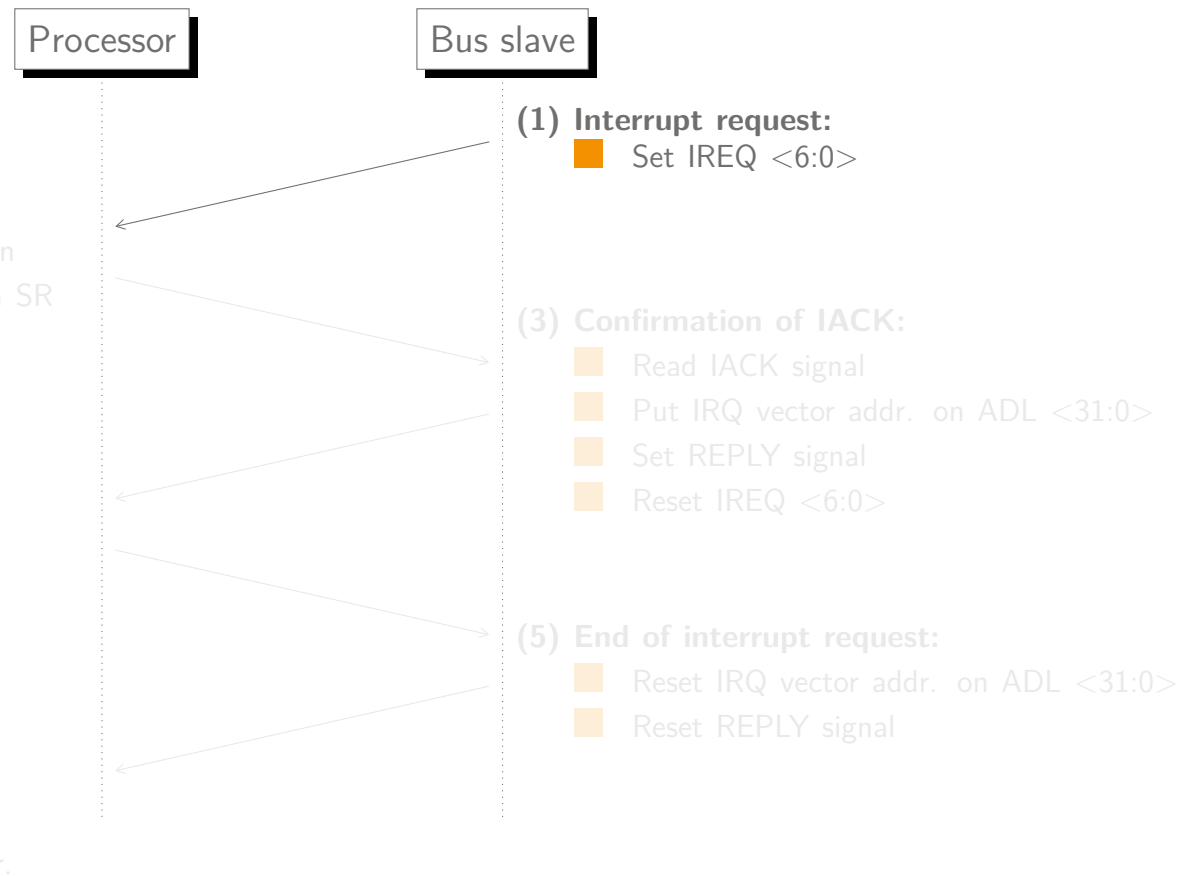 Processor
Bus slave
(1) Interrupt request:
Set IREQ <6:0>
n
SR
(3) Confirmation of IACK:
Read IACK signal
Put IRQ vector addr. on ADL <31:0>
Set REPLY signal
Reset IREQ <6:0>
(5) End of interrupt request:
Reset IRQ vector addr. on ADL <31:0>
Reset REPLY signal